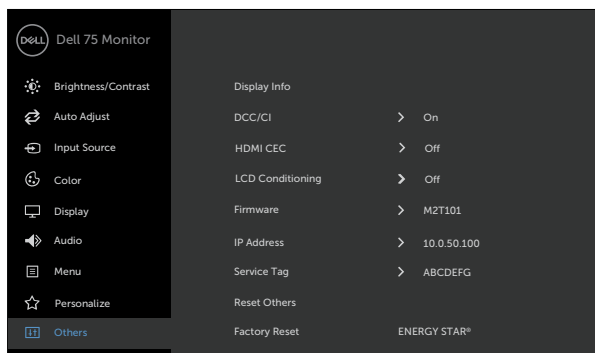 DELL Dell 75 Monitor
Brightness/Contrast
Auto Adjust
Input Source
Color
Display
Audio
Menu
Personalize
Others
Display Info
DCC/CI On
HDMI CEC Off
LCD Conditioning Off
Firmware M2T101
IP Address 10.0.50.100
Service Tag ABCDEFG
Reset Others
Factory Reset ENERGY STAR®